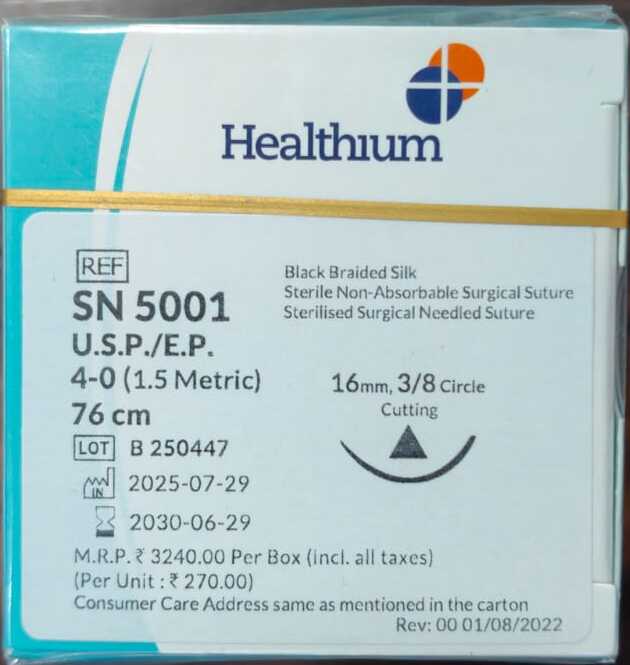 Healthium
REF
SN 5001
U.S.P./E.P.
4-0 (1.5 Metric)
76 cm
Black Braided Silk
Sterile Non-Absorbable Surgical Suture
Sterilised Surgical Needled Suture
16mm, 3/8 Circle
Cutting
LOT B 250447
IN 2025-07-29
2030-06-29
M.R.P. ₹ 3240.00 Per Box (incl. all taxes)
(Per Unit : ₹ 270.00)
Consumer Care Address same as mentioned in the carton
Rev: 00 01/08/2022